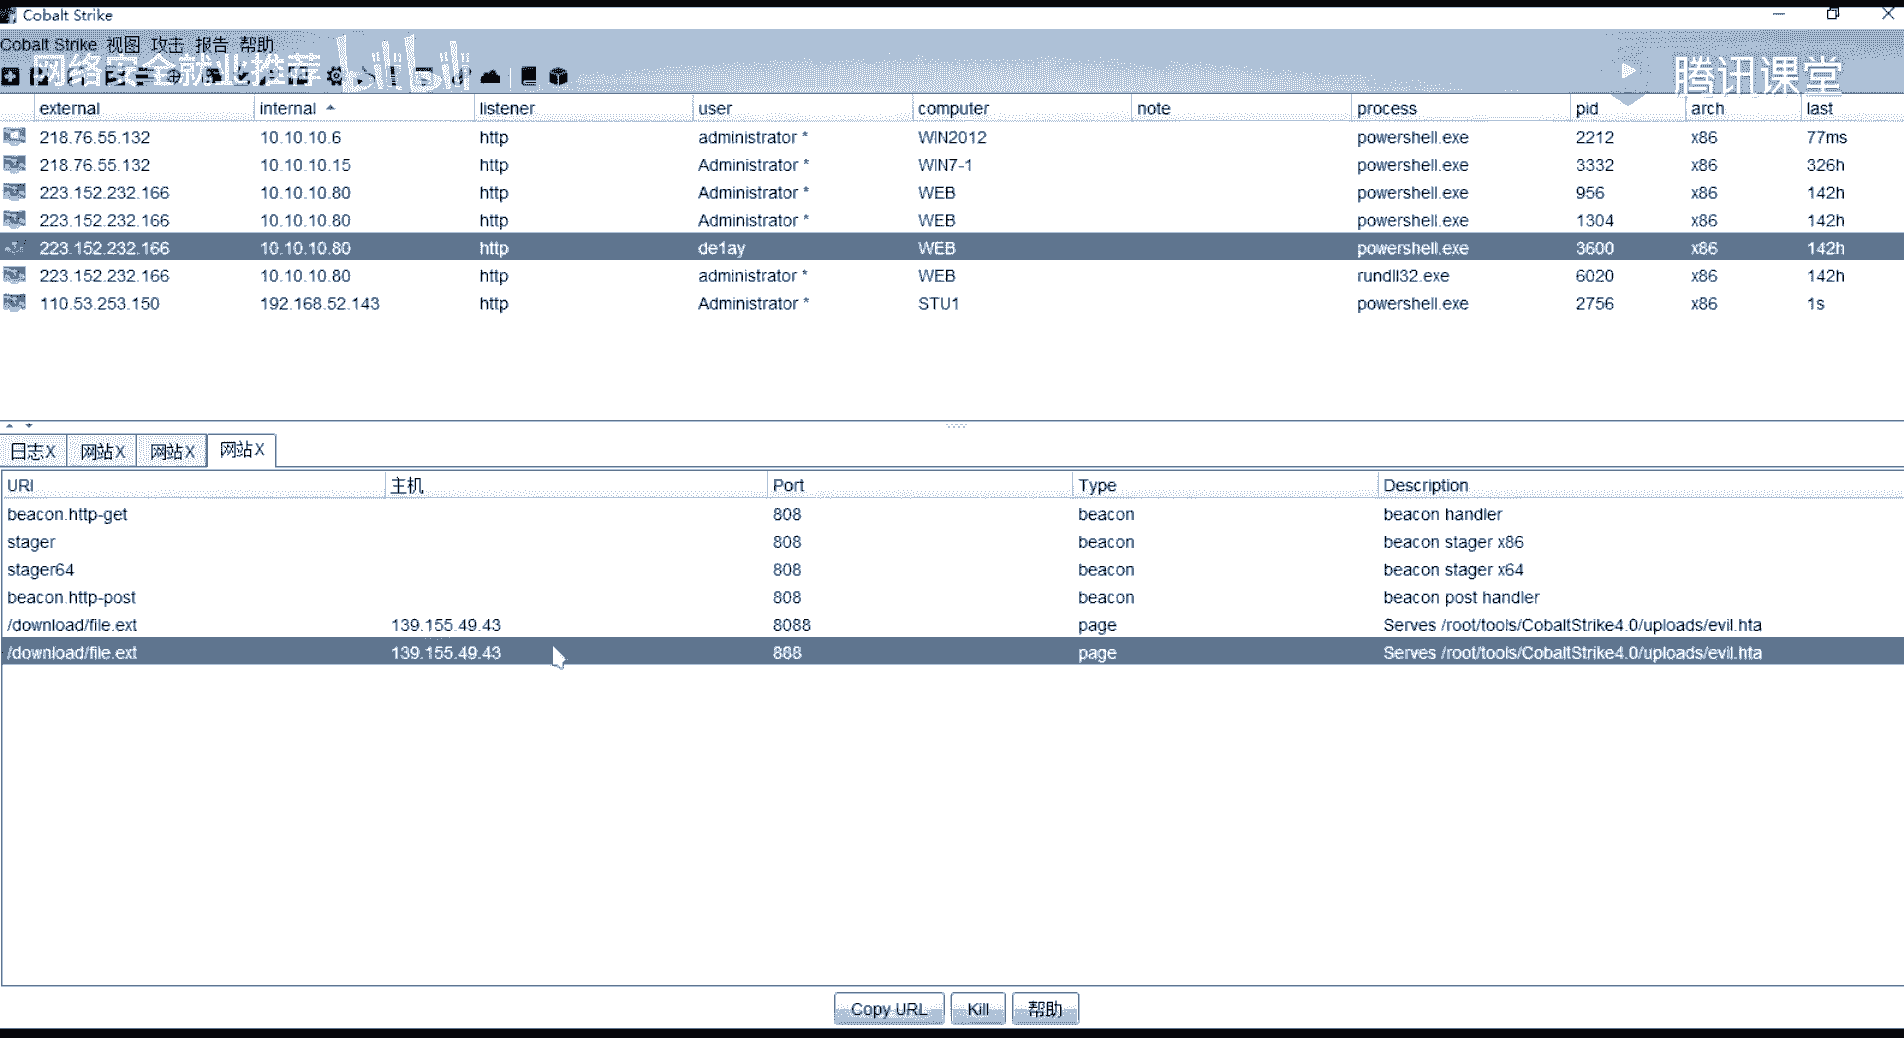 Cobalt Strike
Cobalt Strike 视图 攻击 报告 帮助
网络安全就业推荐 bilibili 腾讯课堂
external internal listener user computer note process pid arch last
218.76.55.132 10.10.10.6 http administrator * WIN2012 powershell.exe 2212 x86 77ms
218.76.55.132 10.10.10.15 http Administrator * WIN7-1 powershell.exe 3332 x86 326h
223.152.232.166 10.10.10.80 http Administrator * WEB powershell.exe 956 x86 142h
223.152.232.166 10.10.10.80 http Administrator * WEB powershell.exe 1304 x86 142h
223.152.232.166 10.10.10.80 http de1ay WEB powershell.exe 3600 x86 142h
223.152.232.166 10.10.10.80 http administrator * WEB rundll32.exe 6020 x86 142h
110.53.253.150 192.168.52.143 http Administrator * STU1 powershell.exe 2756 x86 1s
日志X 网站X 网站X 网站X
URI 主机 Port Type Description
beacon.http-get 808 beacon beacon handler
stager 808 beacon beacon stager x86
stager64 808 beacon beacon stager x64
beacon.http-post 808 beacon beacon post handler
/download/file.ext 139.155.49.43 8088 page Serves /root/tools/CobaltStrike4.0/uploads/evil.hta
/download/file.ext 139.155.49.43 888 page Serves /root/tools/CobaltStrike4.0/uploads/evil.hta
Copy URL Kill 帮助